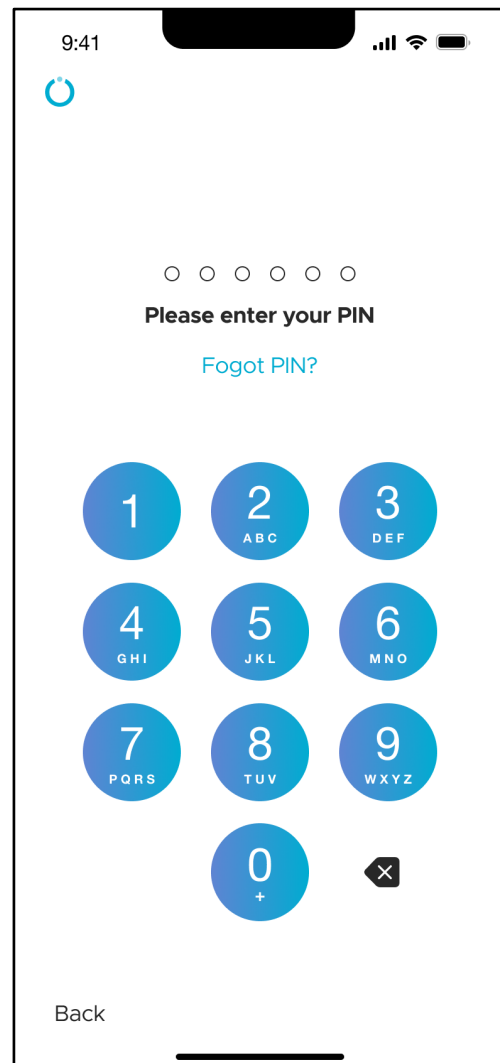 9:41
Please enter your PIN
Fogot PIN?
1 2 3
ABC DEF
4 5 6
GHI JKL MNO
7 8 9
PQRS TUV WXYZ
0
+
Back